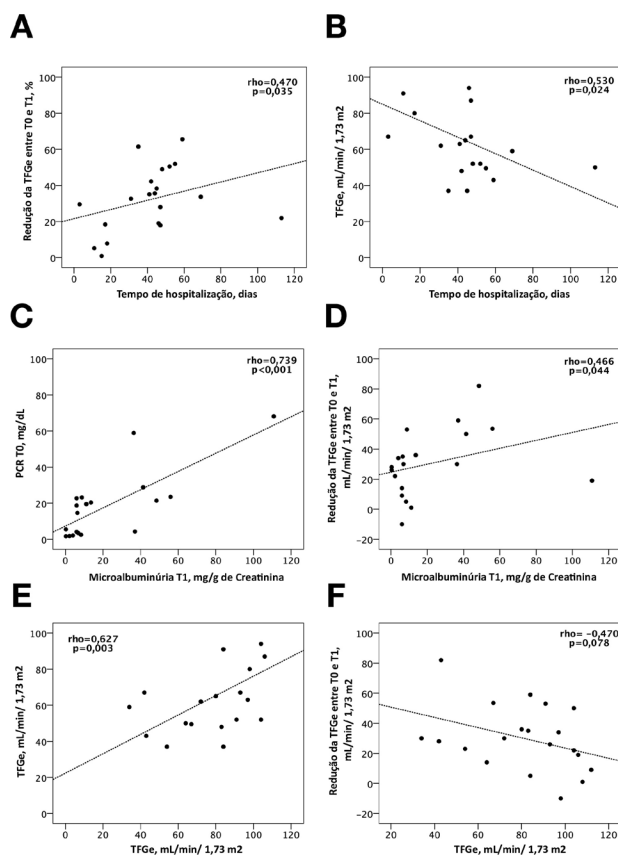 A
rho=0,470
p=0,035
Redução da TFGe entre T0 e T1, %
100
80
60
40
20
0
0 20 40 60 80 100 120
Tempo de hospitalização, dias
B
rho=0,530
p=0,024
TFGe, mL/min/ 1,73 m2
100
80
60
40
20
0
0 20 40 60 80 100 120
Tempo de hospitalização, dias
C
rho=0,739
p<0,001
PCR T0, mg/dL
100
80
60
40
20
0
0 20 40 60 80 100 120
Microalbuminúria T1, mg/g de Creatinina
D
rho=0,466
p=0,044
Redução da TFGe entre T0 e T1,
mL/min/ 1,73 m2
100
80
60
40
20
0
−20
0 20 40 60 80 100 120
Microalbuminúria T1, mg/g de Creatinina
E
rho=0,627
p=0,003
TFGe, mL/min/ 1,73 m2
100
80
60
40
20
0
0 20 40 60 80 100 120
TFGe, mL/min/ 1,73 m2
F
rho= −0,470
p=0,078
Redução da TFGe entre T0 e T1,
mL/min/ 1,73 m2
100
80
60
40
20
0
−20
20 40 60 80 100 120
TFGe, mL/min/ 1,73 m2